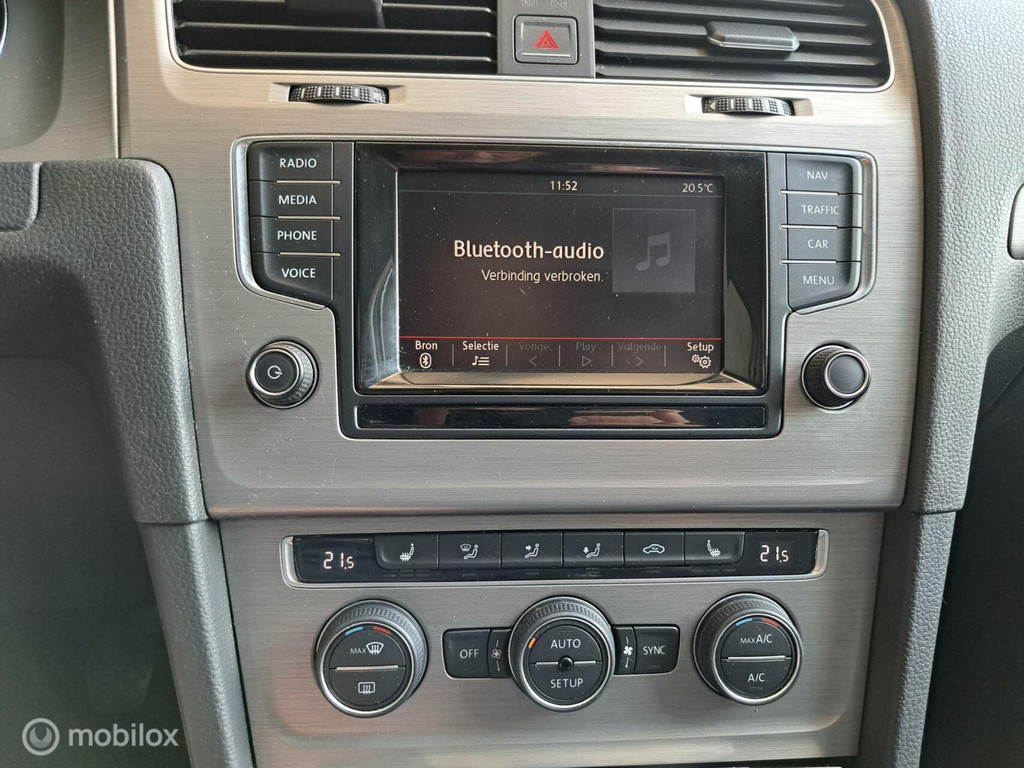 RADIO
MEDIA
PHONE
VOICE
11:52
20.5°C
Bluetooth-audio
Verbinding verbroken.
Bron
Selectie
Vorige
Play
Volgende
Setup
NAV
TRAFFIC
CAR
MENU
21.5
21.5
MAX
OFF
AUTO
SETUP
SYNC
MAX A/C
A/C
mobilox